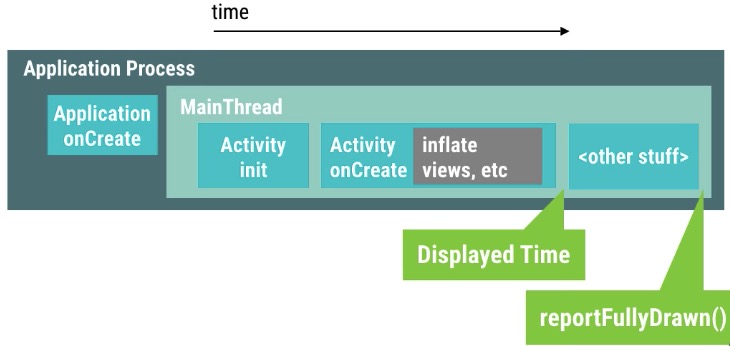 time
Application Process
Application
onCreate
MainThread
Activity
init
Activity
onCreate
inflate
views, etc
<other stuff>
Displayed Time
reportFullyDrawn()